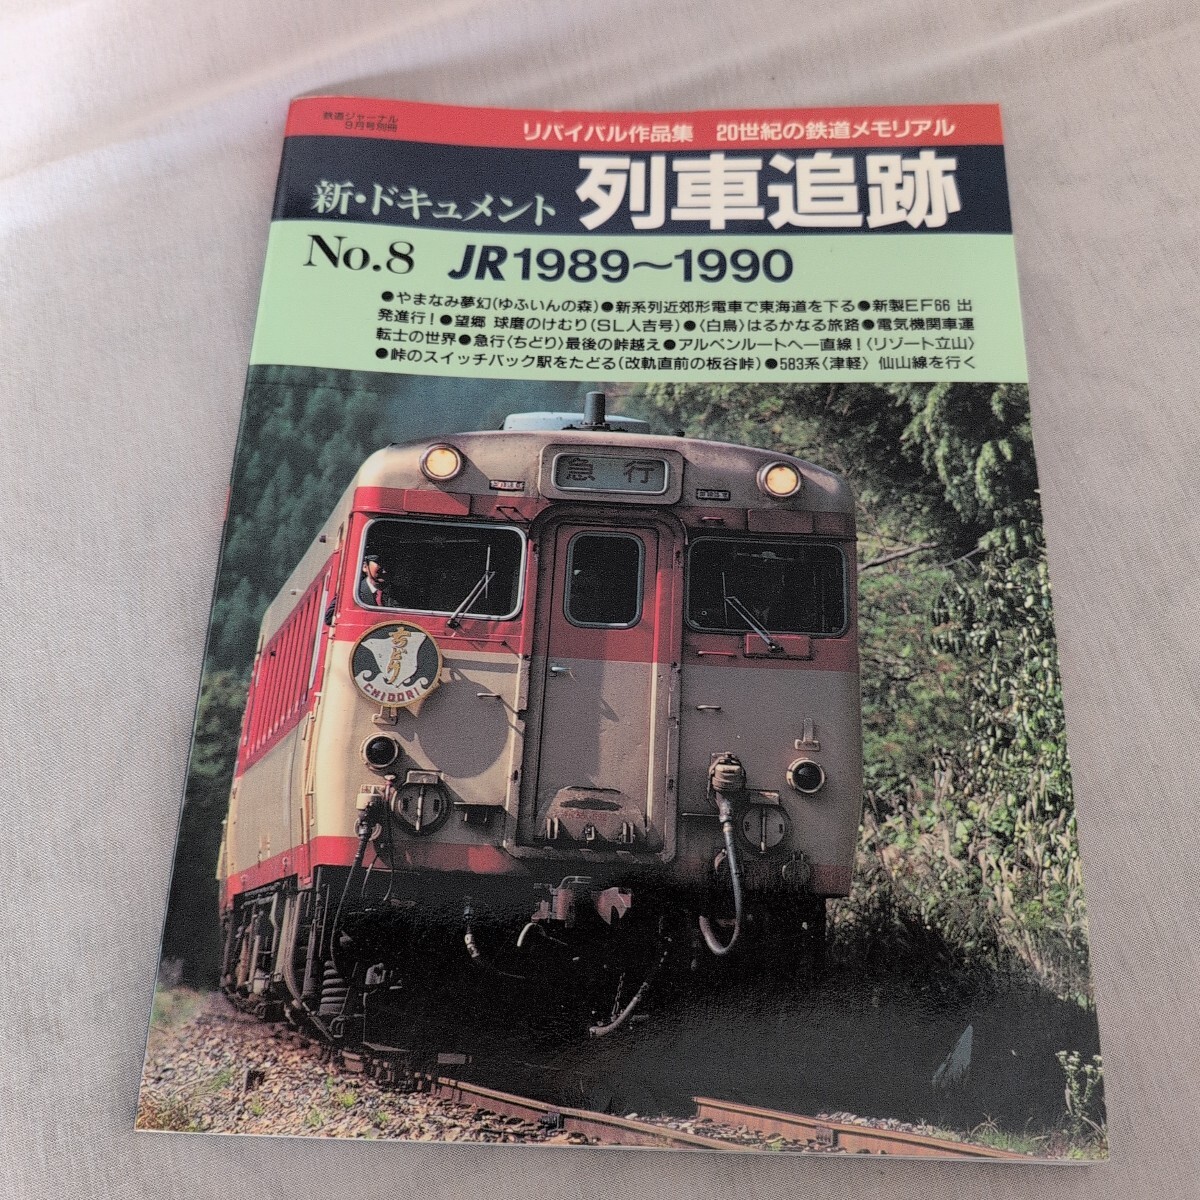 鉄道ジャーナル
9月号別冊
リバイバル作品集 20世紀の鉄道メモリアル
新・ドキュメント 列車追跡
No.8 JR1989～1990
●やまなみ夢幻(ゆふいんの森)●新系列近郊形電車で東海道を下る●新製EF66 出
発進行!●望郷 球磨のけむり(SL人吉号)●〈白鳥〉はるかなる旅路●電気機関車運
転士の世界●急行〈ちどり〉最後の峠越え●アルペンルートへ一直線!〈リゾート立山〉
●峠のスイッチバック駅をたどる(改軌直前の板谷峠)●583系〈津軽〉 仙山線を行く
急行
ちどり
CHIDORI